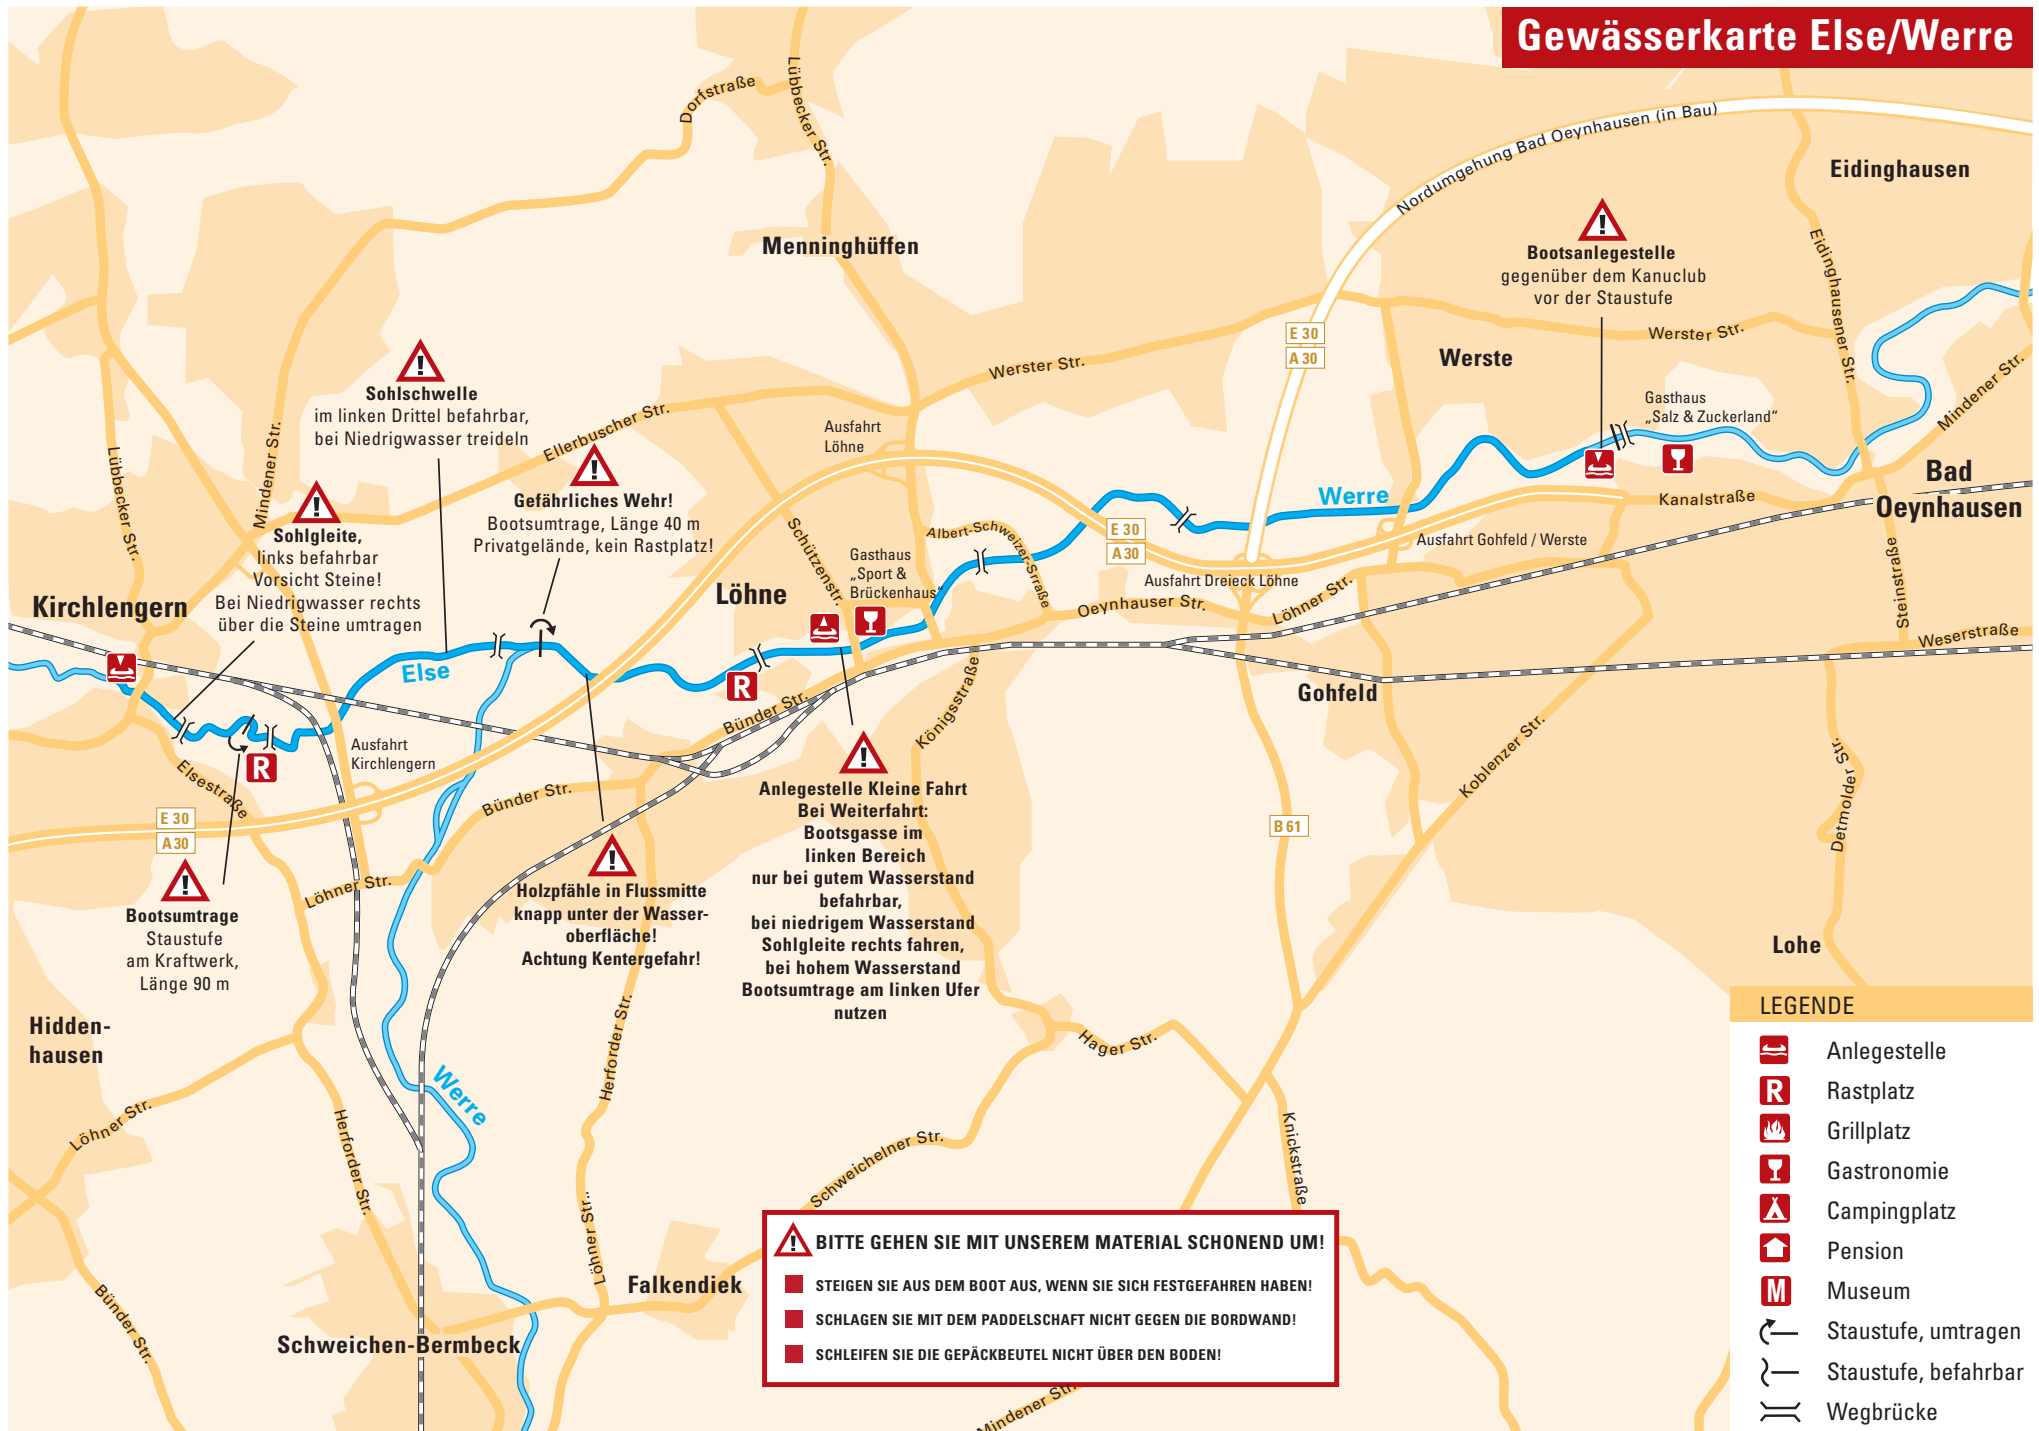 Gewässerkarte Else/Werre
Dorfstraße
Lübbecker Str.
Nordumgehung Bad Oeynhausen (in Bau)
Eidinghausen
Menninghüffen
Bootsanlegestelle
gegenüber dem Kanuclub
vor der Staustufe
Eidinghausener Str.
E 30
A 30
Werster Str.
Werste
Werster Str.
Mindener Str.
Sohlschwelle
im linken Drittel befahrbar,
bei Niedrigwasser treideln
Ellerbuscher Str.
Ausfahrt
Löhne
Gasthaus
„Salz & Zuckerland“
Lübbecker Str.
Mindener Str.
Gefährliches Wehr!
Bootsumtrage, Länge 40 m
Privatgelände, kein Rastplatz!
Werre
Kanalstraße
Bad
Oeynhausen
Sohlgleite,
links befahrbar
Vorsicht Steine!
Bei Niedrigwasser rechts
über die Steine umtragen
Schützenstr.
Albert-Schweizer-Srraße
E 30
A 30
Ausfahrt Gohfeld / Werste
Gasthaus
„Sport &
Brückenhaus“
Ausfahrt Dreieck Löhne
Kirchlengern
Löhne
Oeynhauser Str.
Löhner Str.
Steinstraße
Weserstraße
Else
R
Bünder Str.
Königsstraße
Gohfeld
Ausfahrt
Kirchlengern
R
Elsestraße
Bünder Str.
Koblenzer Str.
Detmolder Str.
E 30
A 30
B 61
Anlegestelle Kleine Fahrt
Bei Weiterfahrt:
Bootsgasse im
linken Bereich
nur bei gutem Wasserstand
befahrbar,
bei niedrigem Wasserstand
Sohlgleite rechts fahren,
bei hohem Wasserstand
Bootsumtrage am linken Ufer
nutzen
Löhner Str.
Holzpfähle in Flussmitte
knapp unter der Wasser-
oberfläche!
Achtung Kentergefahr!
Bootsumtrage
Staustufe
am Kraftwerk,
Länge 90 m
Lohe
Hidden-
hausen
Herforder Str.
Hager Str.
Werre
Löhner Str.
Herforder Str.
Schweichelner Str.
Knickstraße
Löhner Str..
Bünder Str.
Falkendiek
Schweichen-Bermbeck
Mindener Str.
BITTE GEHEN SIE MIT UNSEREM MATERIAL SCHONEND UM!
STEIGEN SIE AUS DEM BOOT AUS, WENN SIE SICH FESTGEFAHREN HABEN!
SCHLAGEN SIE MIT DEM PADDELSCHAFT NICHT GEGEN DIE BORDWAND!
SCHLEIFEN SIE DIE GEPÄCKBEUTEL NICHT ÜBER DEN BODEN!
LEGENDE
Anlegestelle
R Rastplatz
Grillplatz
Gastronomie
Campingplatz
Pension
M Museum
Staustufe, umtragen
Staustufe, befahrbar
Wegbrücke